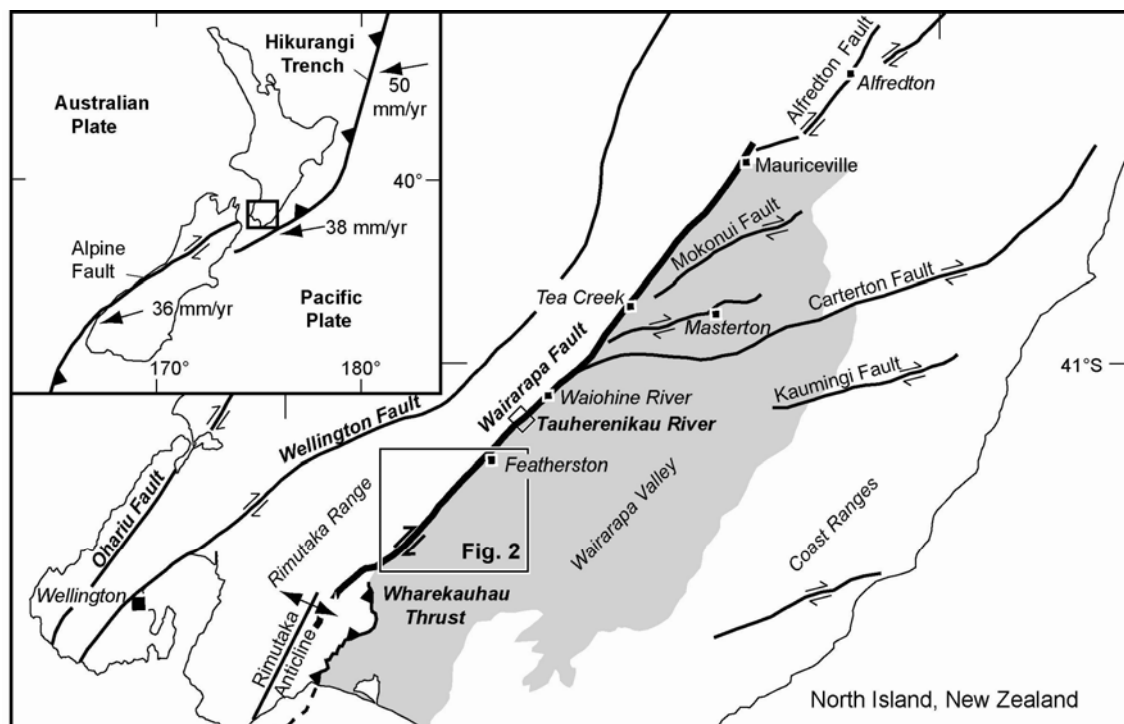 Hikurangi
Trench
50
mm/yr
Australian
Plate
40°
38 mm/yr
Alpine
Fault
Pacific
Plate
36 mm/yr
170°
180°
Alfredton Fault
Alfredton
Mauriceville
Mokonui Fault
Tea Creek
Masterton
Carterton Fault
41°S
Wairarapa Fault
Kaumingi Fault
Waiohine River
Tauherenikau River
Wellington Fault
Featherston
Ohariu Fault
Rimutaka Range
Fig. 2
Wairarapa Valley
Coast Ranges
Wellington
Wharekauhau
Thrust
Rimutaka
Anticline
North Island, New Zealand